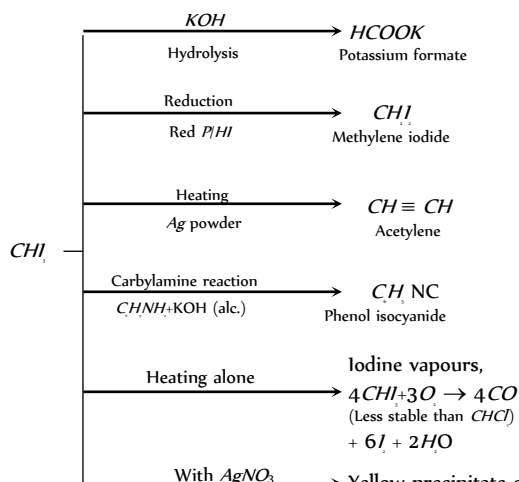 KOH
Hydrolysis
HCOOK
Potassium formate
Reduction
Red P/HI
CH₂I₂
Methylene iodide
Heating
Ag powder
CH ≡ CH
Acetylene
CHI₃
Carbylamine reaction
C₆H₅NH₂+KOH (alc.)
C₆H₅ NC
Phenol isocyanide
Heating alone
Iodine vapours,
4CHI₃+3O₂ → 4CO
(Less stable than CHCl₃)
+ 6I₂ + 2H₂O
With AgNO₃
Yellow precipitate